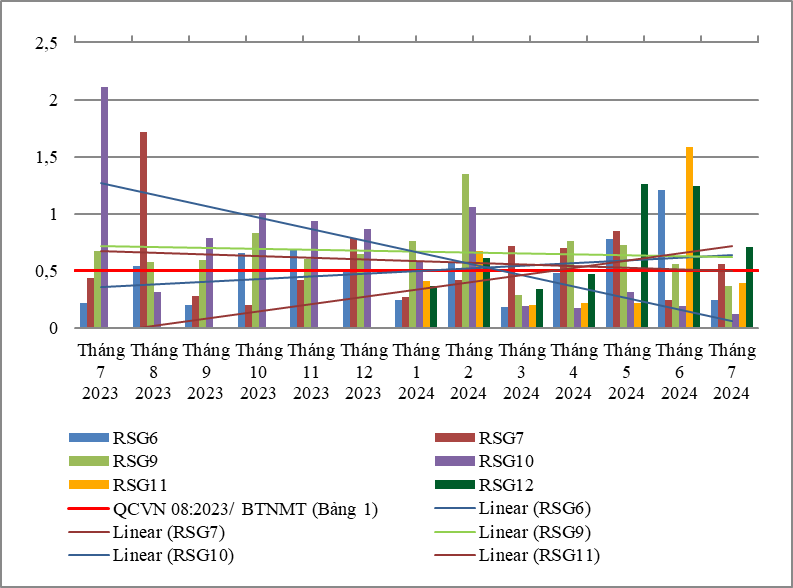 2,5
2
1,5
1
0,5
0
Tháng Tháng Tháng Tháng Tháng Tháng Tháng Tháng Tháng Tháng Tháng Tháng Tháng
7 8 9 10 11 12 1 2 3 4 5 6 7
2023 2023 2023 2023 2023 2023 2024 2024 2024 2024 2024 2024 2024
RSG6 RSG7
RSG9 RSG10
RSG11 RSG12
QCVN 08:2023/ BTNMT (Bảng 1) Linear (RSG6)
Linear (RSG7) Linear (RSG9)
Linear (RSG10) Linear (RSG11)